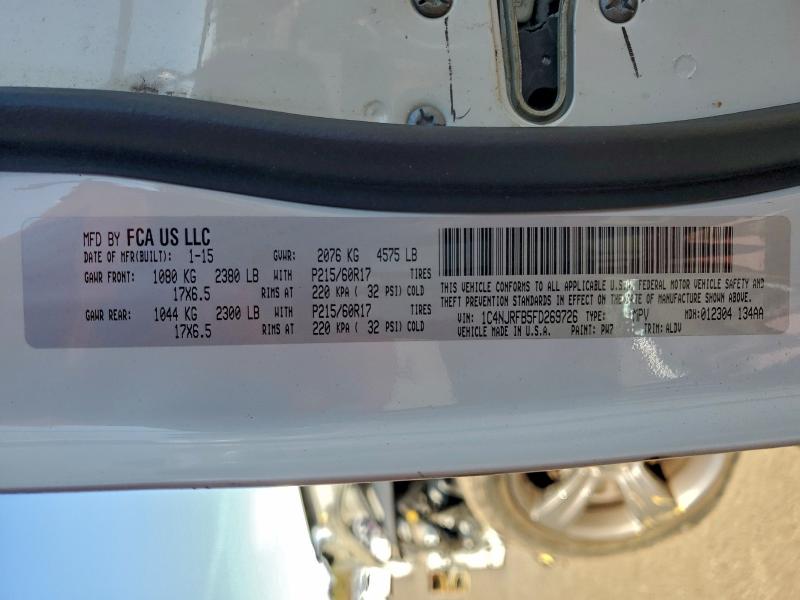 MFD BY FCA US LLC
DATE OF MFR(BUILT): 1-15 GVWR: 2076 KG 4575 LB
GAWR FRONT: 1080 KG 2380 LB WITH P215/60R17 TIRES
17X6.5 RIMS AT 220 KPA ( 32 PSI) COLD
GAWR REAR: 1044 KG 2300 LB WITH P215/60R17 TIRES
17X6.5 RIMS AT 220 KPA ( 32 PSI) COLD
THIS VEHICLE CONFORMS TO ALL APPLICABLE U.S.A. FEDERAL MOTOR VEHICLE SAFETY AND
THEFT PREVENTION STANDARDS IN EFFECT ON THE DATE OF MANUFACTURE SHOWN ABOVE.
VIN: 1C4NJRFB5FD269726 TYPE: MPV MDH:012304 134AA
VEHICLE MADE IN U.S.A. PAINT: PW7 TRIM: ALDV